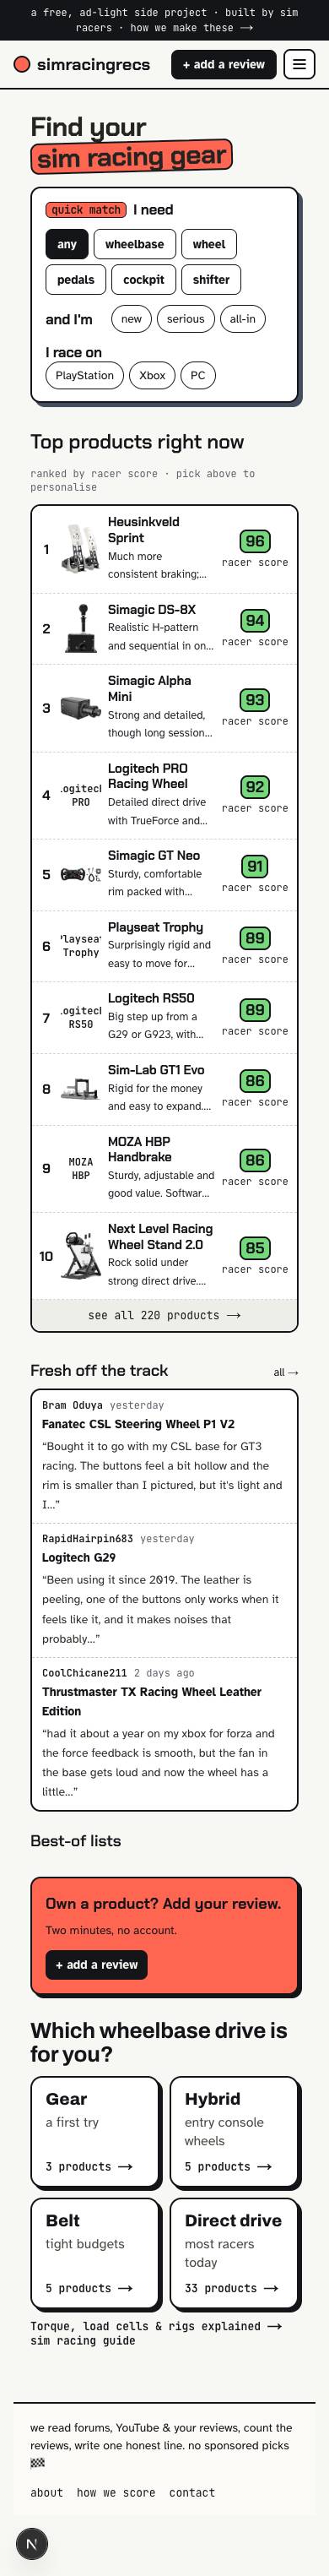 a free, ad-light side project · built by sim
racers · how we make these →
simracingrecs
+ add a review
Find your
sim racing gear
quick match I need
any wheelbase wheel
pedals cockpit shifter
and I'm new serious all-in
I race on
PlayStation Xbox PC
Top products right now
ranked by racer score · pick above to
personalise
1
Heusinkveld
Sprint
Much more
consistent braking;...
96
racer score
2
Simagic DS-8X
Realistic H-pattern
and sequential in on...
94
racer score
3
Simagic Alpha
Mini
Strong and detailed,
though long session...
93
racer score
4
Logitech
PRO
Logitech PRO
Racing Wheel
Detailed direct drive
with TrueForce and...
92
racer score
5
Simagic GT Neo
Sturdy, comfortable
rim packed with...
91
racer score
6
Playseat
Trophy
Playseat Trophy
Surprisingly rigid and
easy to move for...
89
racer score
7
Logitech
RS50
Logitech RS50
Big step up from a
G29 or G923, with...
89
racer score
8
Sim-Lab GT1 Evo
Rigid for the money
and easy to expand....
86
racer score
9
MOZA
HBP
MOZA HBP
Handbrake
Sturdy, adjustable and
good value. Softwar...
86
racer score
10
Next Level Racing
Wheel Stand 2.0
Rock solid under
strong direct drive....
85
racer score
see all 220 products →
Fresh off the track all →
Bram Oduya yesterday
Fanatec CSL Steering Wheel P1 V2
“Bought it to go with my CSL base for GT3
racing. The buttons feel a bit hollow and the
rim is smaller than I pictured, but it's light and
I…”
RapidHairpin683 yesterday
Logitech G29
“Been using it since 2019. The leather is
peeling, one of the buttons only works when it
feels like it, and it makes noises that
probably…”
CoolChicane211 2 days ago
Thrustmaster TX Racing Wheel Leather
Edition
“had it about a year on my xbox for forza and
the force feedback is smooth, but the fan in
the base gets loud and now the wheel has a
little…”
Best-of lists
Own a product? Add your review.
Two minutes, no account.
+ add a review
Which wheelbase drive is
for you?
Gear
a first try
3 products →
Hybrid
entry console
wheels
5 products →
Belt
tight budgets
5 products →
Direct drive
most racers
today
33 products →
Torque, load cells & rigs explained →
sim racing guide
we read forums, YouTube & your reviews, count the
reviews, write one honest line. no sponsored picks
🏁
about how we score contact
N